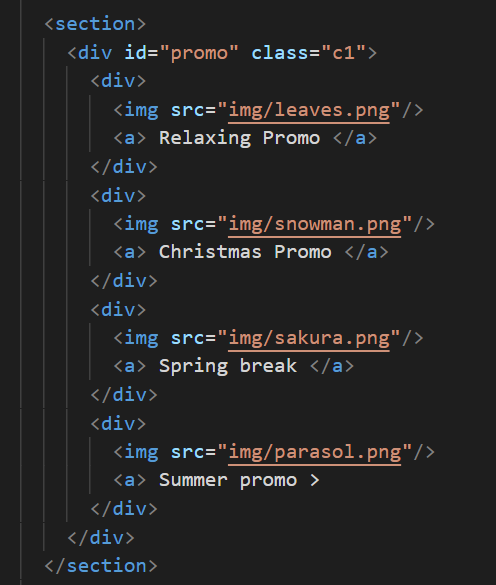 <section>
<div id="promo" class="c1">
<div>
<img src="img/leaves.png"/>
<a> Relaxing Promo </a>
</div>
<div>
<img src="img/snowman.png"/>
<a> Christmas Promo </a>
</div>
<div>
<img src="img/sakura.png"/>
<a> Spring break </a>
</div>
<div>
<img src="img/parasol.png"/>
<a> Summer promo >
</div>
</div>
</section>